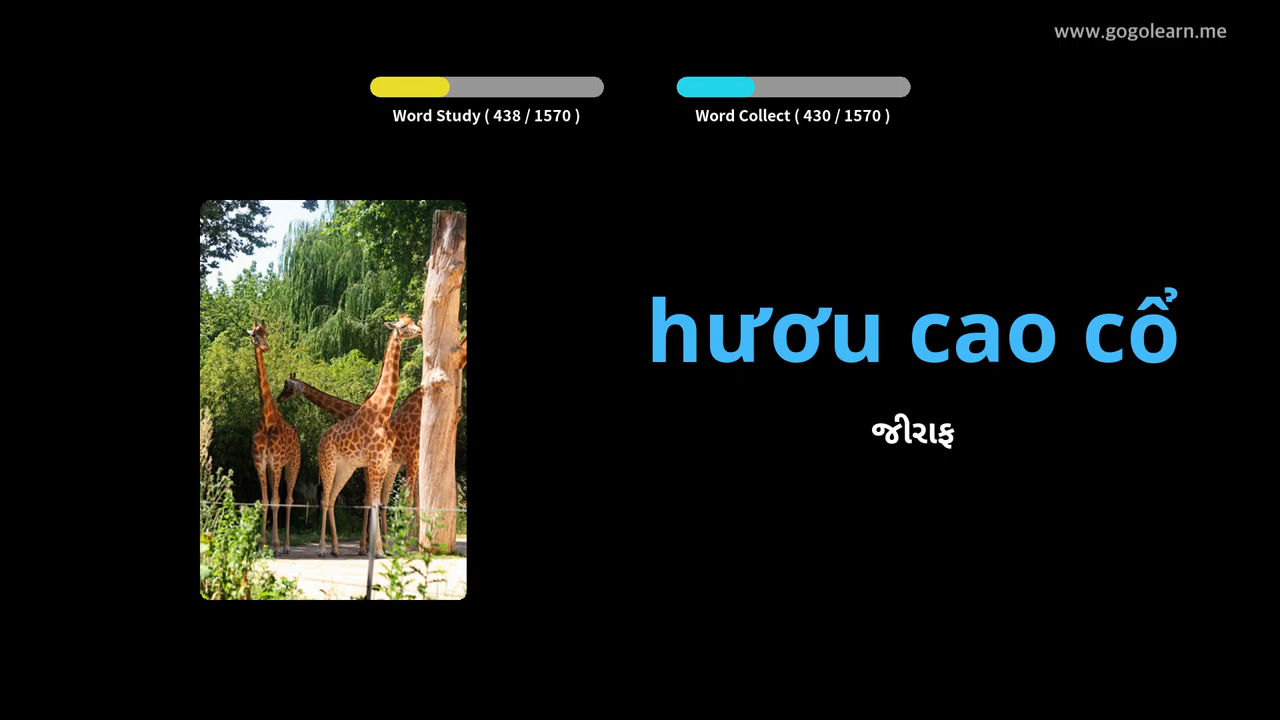 www.gogolearn.me
Word Study ( 438 / 1570 )
Word Collect ( 430 / 1570 )
hươu cao cổ
જીરાફ